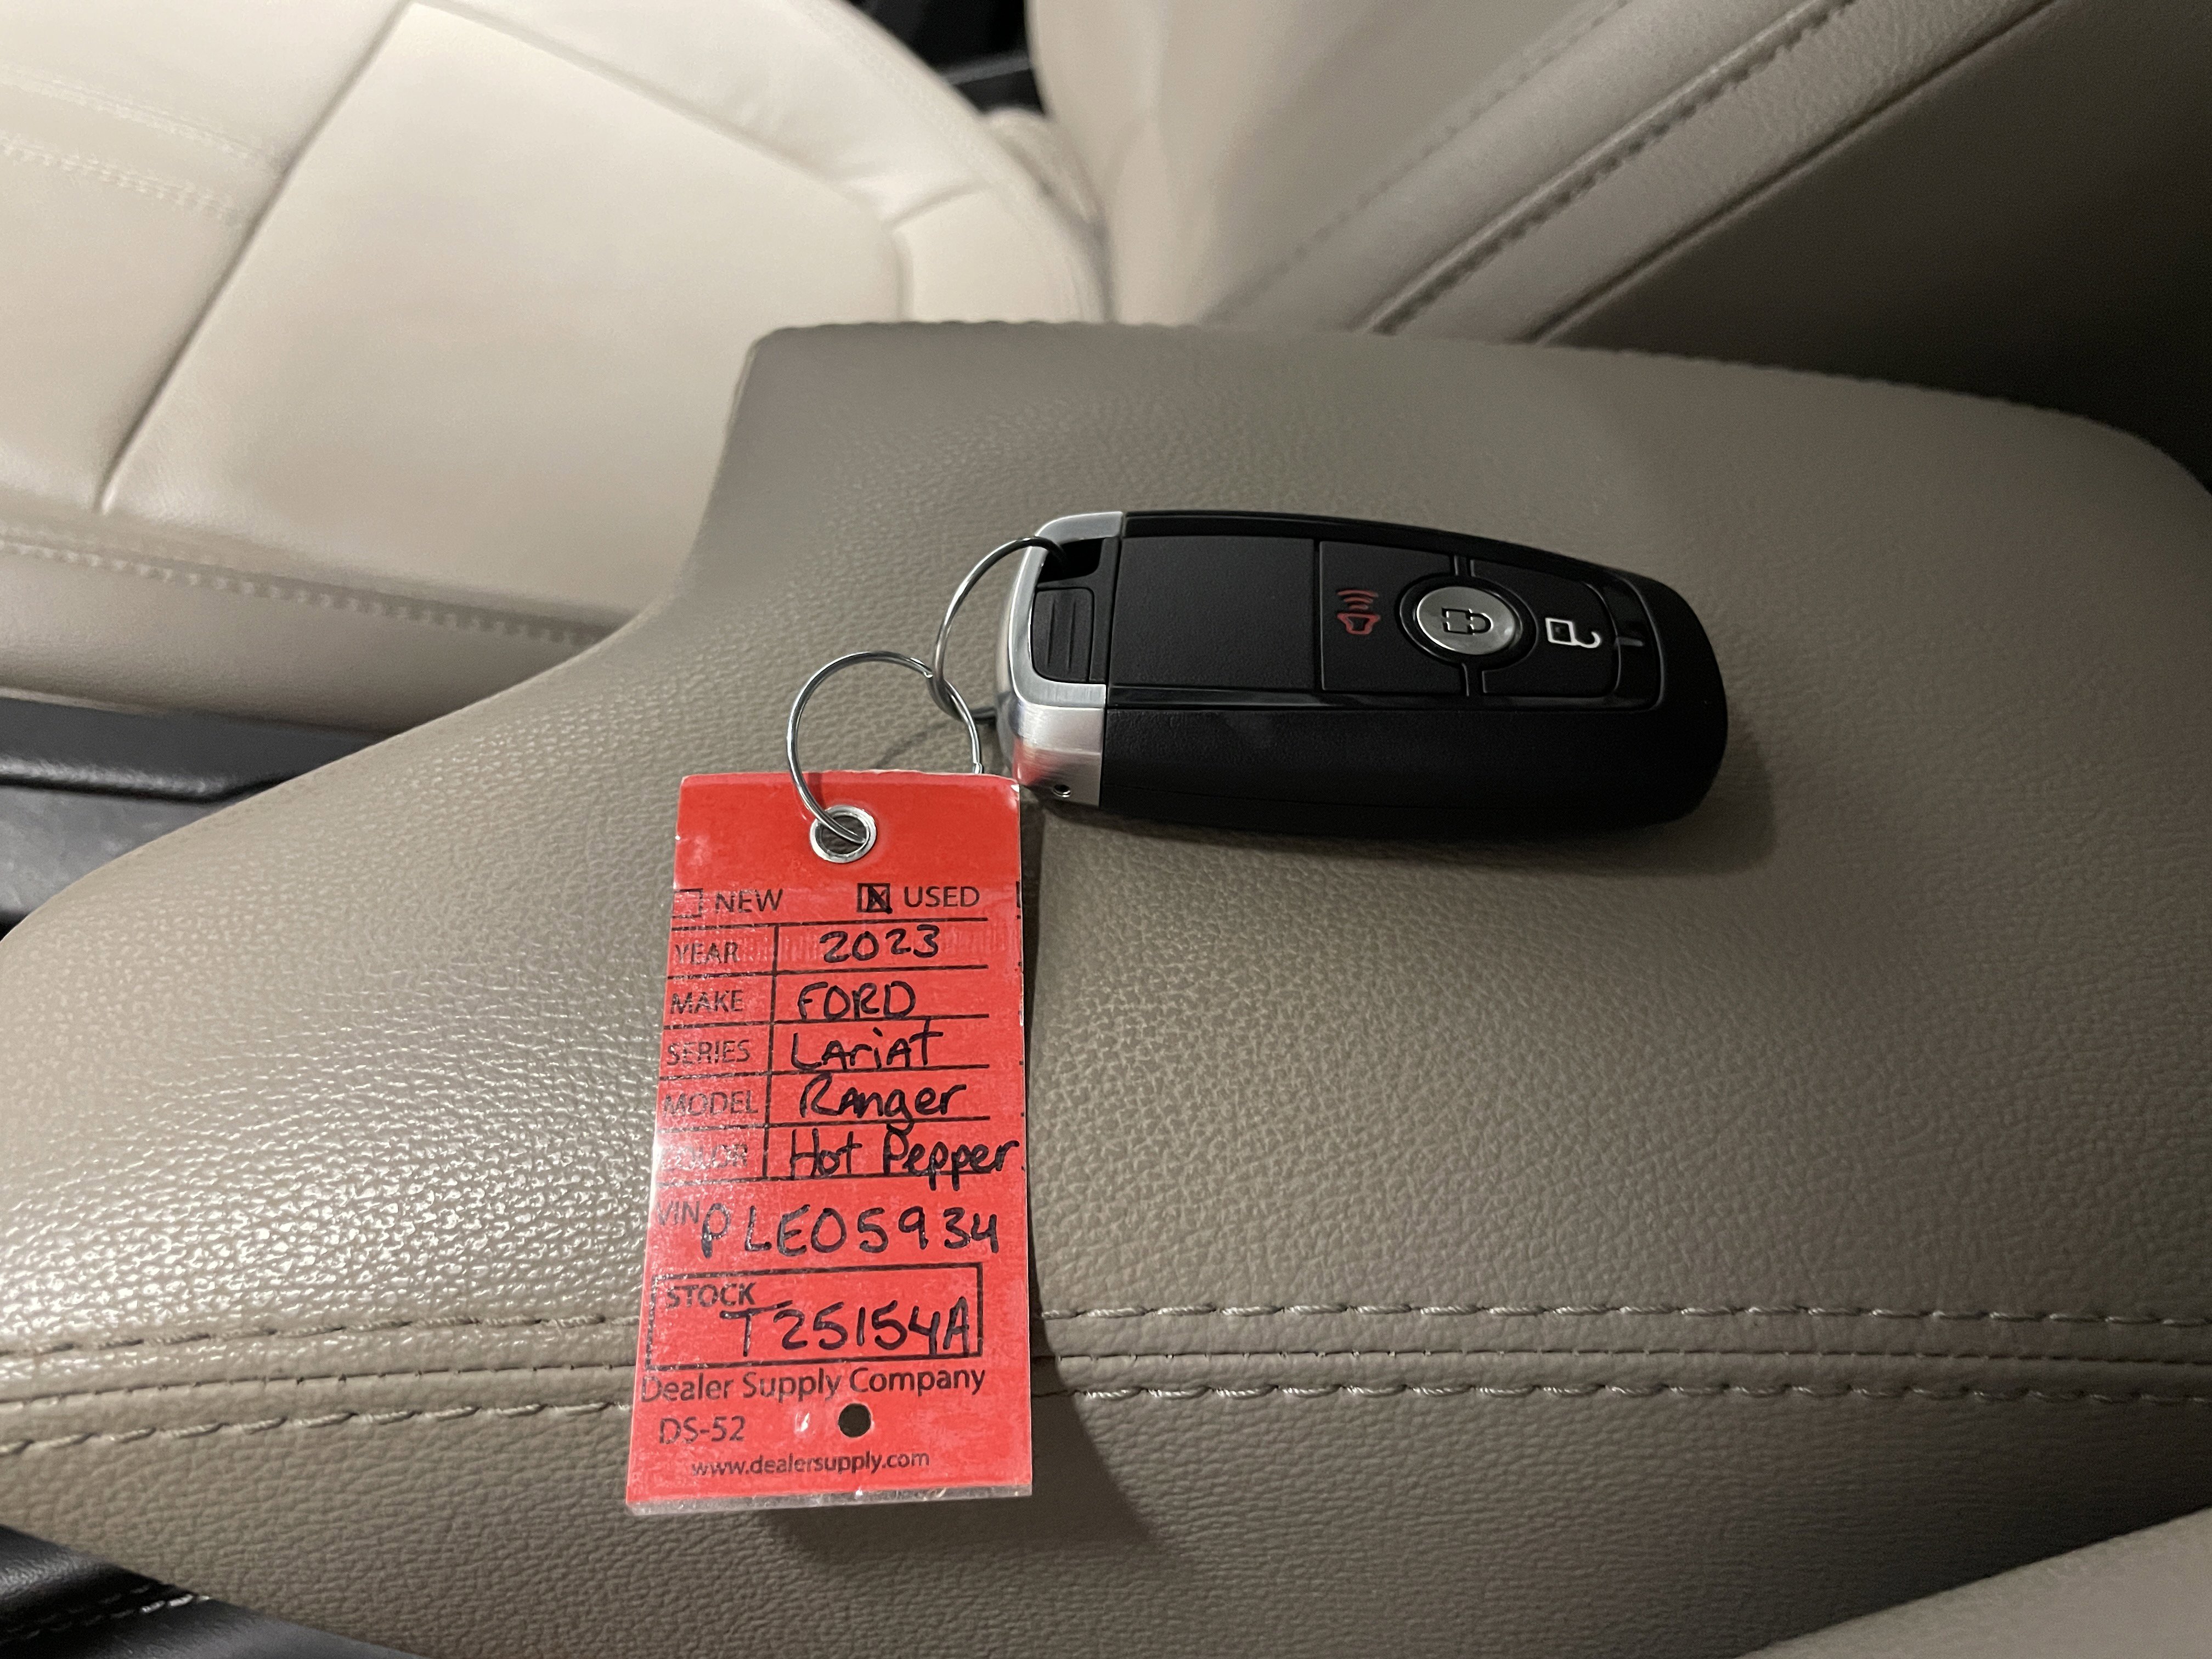 NEW USED
YEAR 2023
MAKE FORD
SERIES LAriAT
MODEL RAnger
COLOR Hot Pepper
VIN PLE05934
STOCK
T25154A
Dealer Supply Company
DS-52
www.dealersupply.com